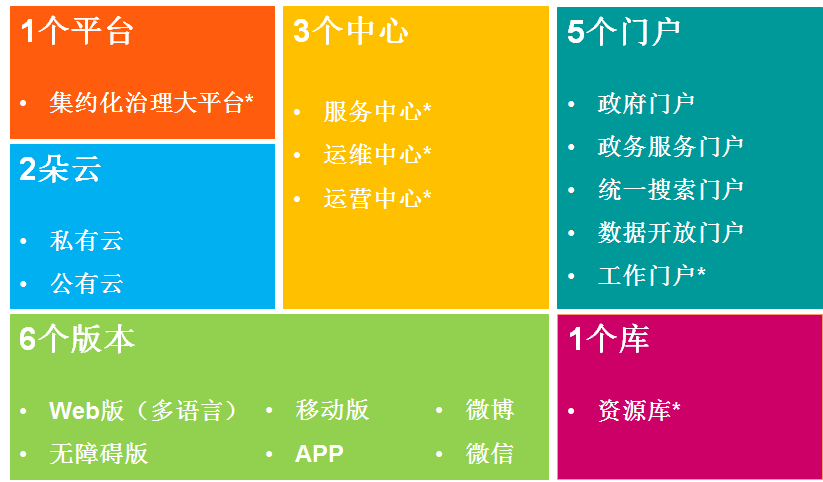 1个平台
• 集约化治理大平台*
2朵云
• 私有云
• 公有云
3个中心
• 服务中心*
• 运维中心*
• 运营中心*
5个门户
• 政府门户
• 政务服务门户
• 统一搜索门户
• 数据开放门户
• 工作门户*
6个版本
• Web版（多语言） • 移动版 • 微博
• 无障碍版 • APP • 微信
1个库
• 资源库*